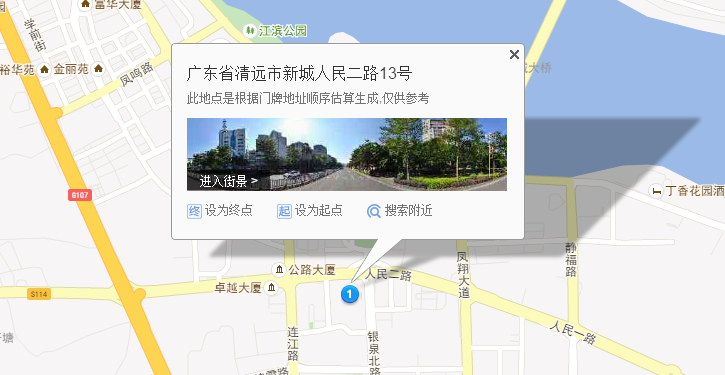 富华大厦
江滨公园
学前街
裕华苑
金丽苑
凤鸣路
大桥
广东省清远市新城人民二路13号
此地点是根据门牌地址顺序估算生成,仅供参考
进入街景 >
终 设为终点
起 设为起点
搜索附近
丁香花园酒
G107
静福路
凤翔大道
公路大厦
人民二路
卓越大厦
S114
1
人民一路
连江路
银泉北路
塘